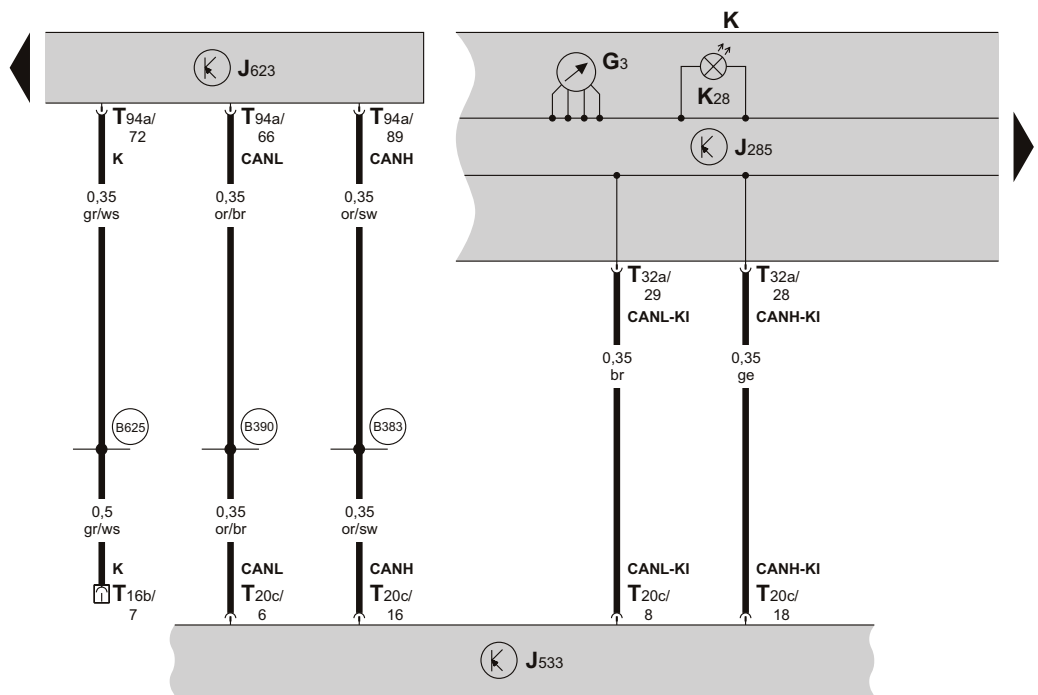 K
J623
G3
K28
J285
T94a/ T94a/ T94a/
72 66 89
K CANL CANH
T32a/ T32a/
29 28
CANL-KI CANH-KI
0,35 0,35 0,35
gr/ws or/br or/sw
0,35 0,35
br ge
B625 B390 B383
0,5 0,35 0,35
gr/ws or/br or/sw
K CANL CANH CANL-KI CANH-KI
T16b/ T20c/ T20c/ T20c/ T20c/
7 6 16 8 18
J533